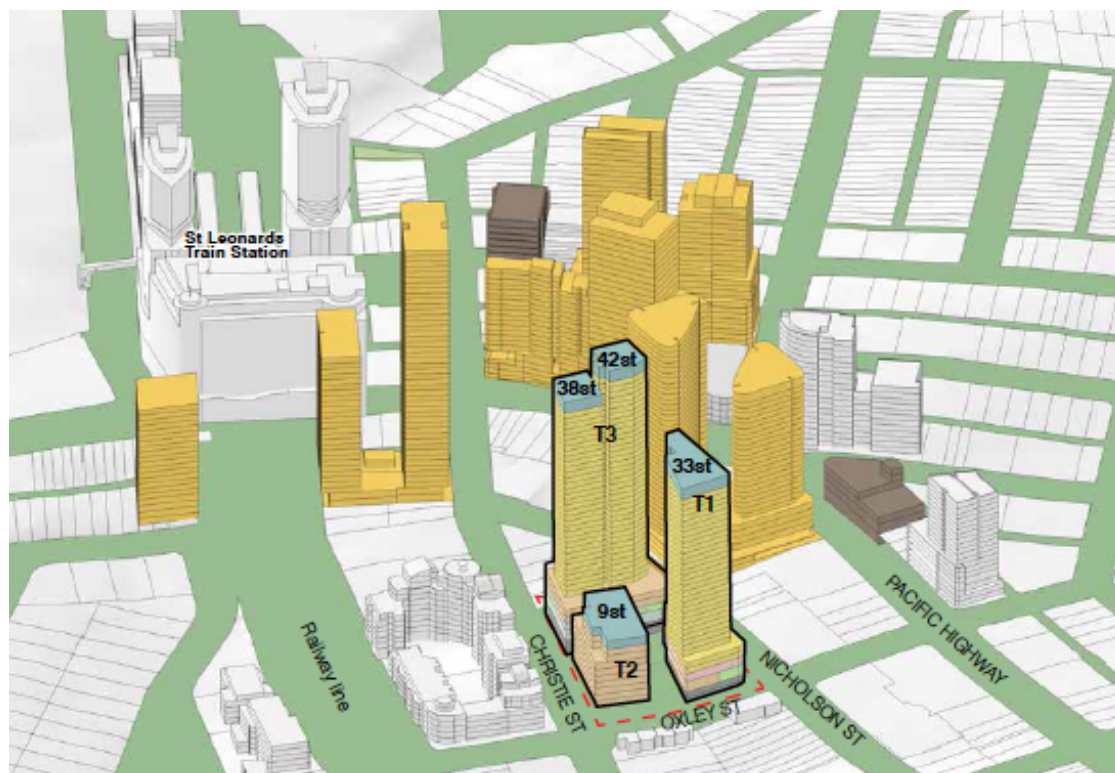 St Leonards
Train Station
42st
38st
T3
33st
T1
9st
T2
Railway line
CHRISTIE ST
OXLEY ST
NICHOLSON ST
PACIFIC HIGHWAY